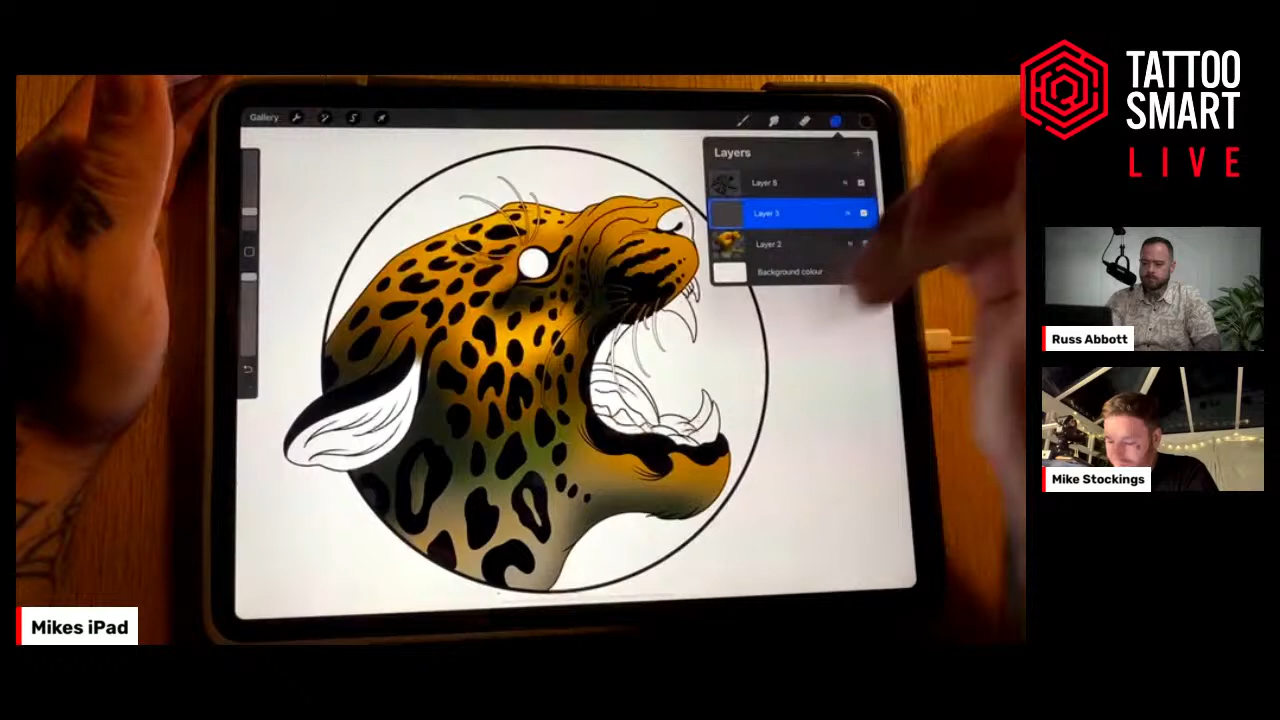 TATTOO
SMART
LIVE
Gallery
Layers
Layer 5
N
Layer 3
N
Layer 2
N
Background colour
Russ Abbott
Mike Stockings
Mikes iPad